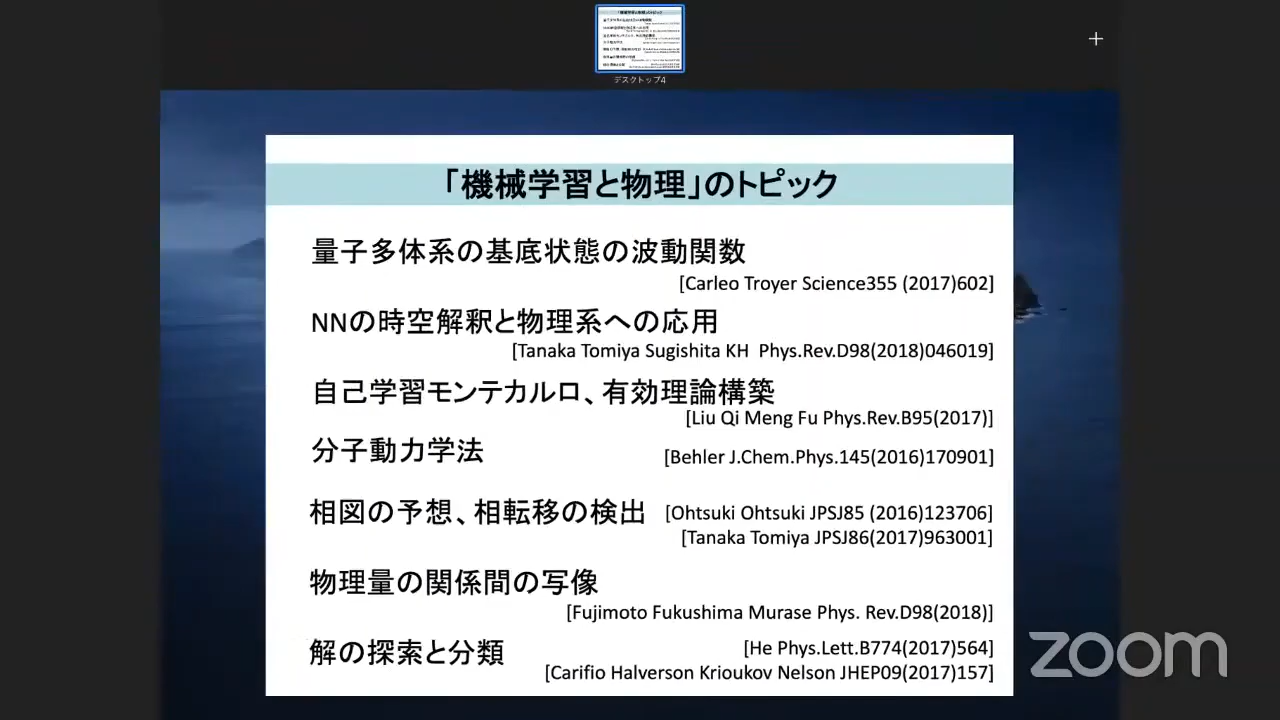 デスクトップ4
「機械学習と物理」のトピック
量子多体系の基底状態の波動関数
[Carleo Troyer Science355 (2017)602]
NNの時空解釈と物理系への応用
[Tanaka Tomiya Sugishita KH Phys.Rev.D98(2018)046019]
自己学習モンテカルロ、有効理論構築
[Liu Qi Meng Fu Phys.Rev.B95(2017)]
分子動力学法 [Behler J.Chem.Phys.145(2016)170901]
相図の予想、相転移の検出 [Ohtsuki Ohtsuki JPSJ85 (2016)123706]
[Tanaka Tomiya JPSJ86(2017)963001]
物理量の関係間の写像
[Fujimoto Fukushima Murase Phys. Rev.D98(2018)]
解の探索と分類 [He Phys.Lett.B774(2017)564]
[Carifio Halverson Krioukov Nelson JHEP09(2017)157]
zoom